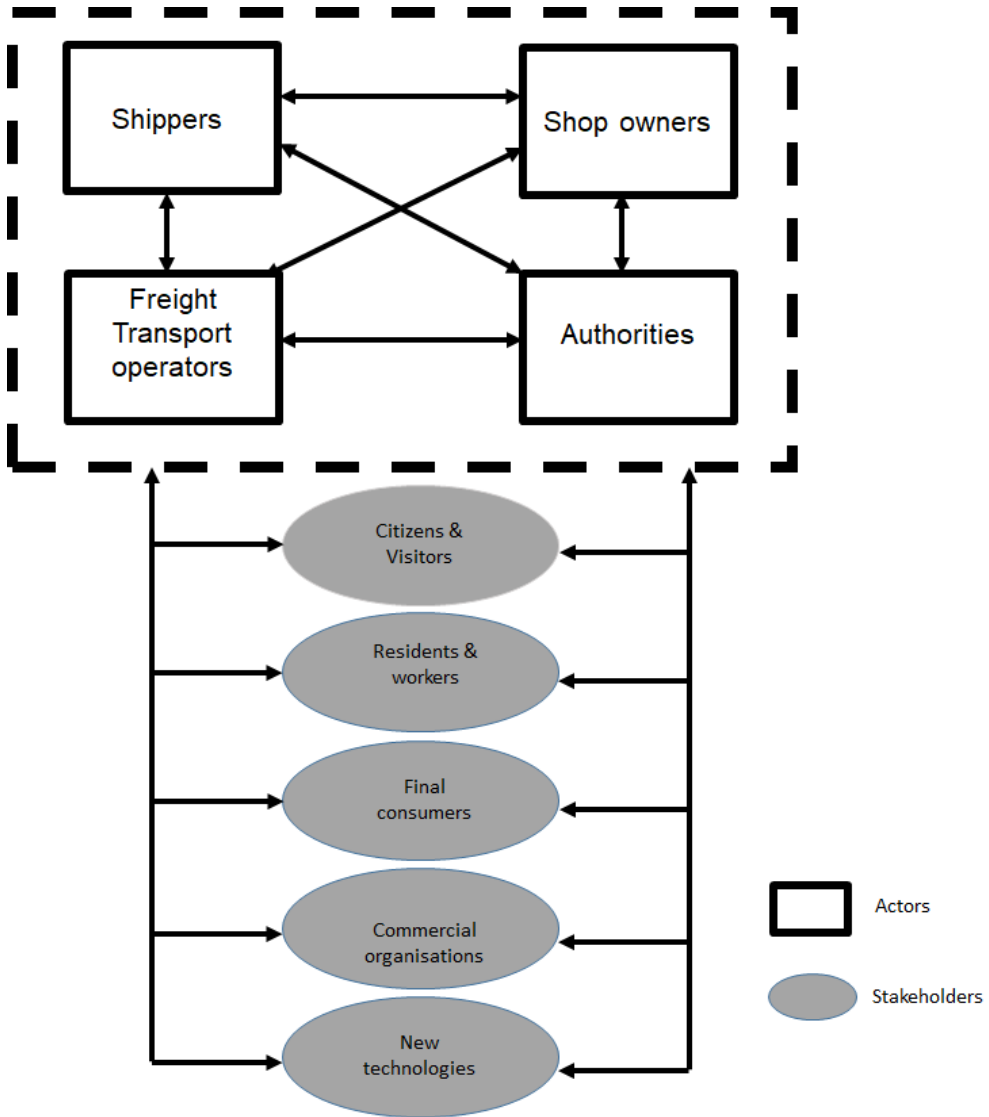 Shippers
Shop owners
Freight
Transport
operators
Authorities
Citizens &
Visitors
Residents &
workers
Final
consumers
Commercial
organisations
New
technologies
Actors
Stakeholders